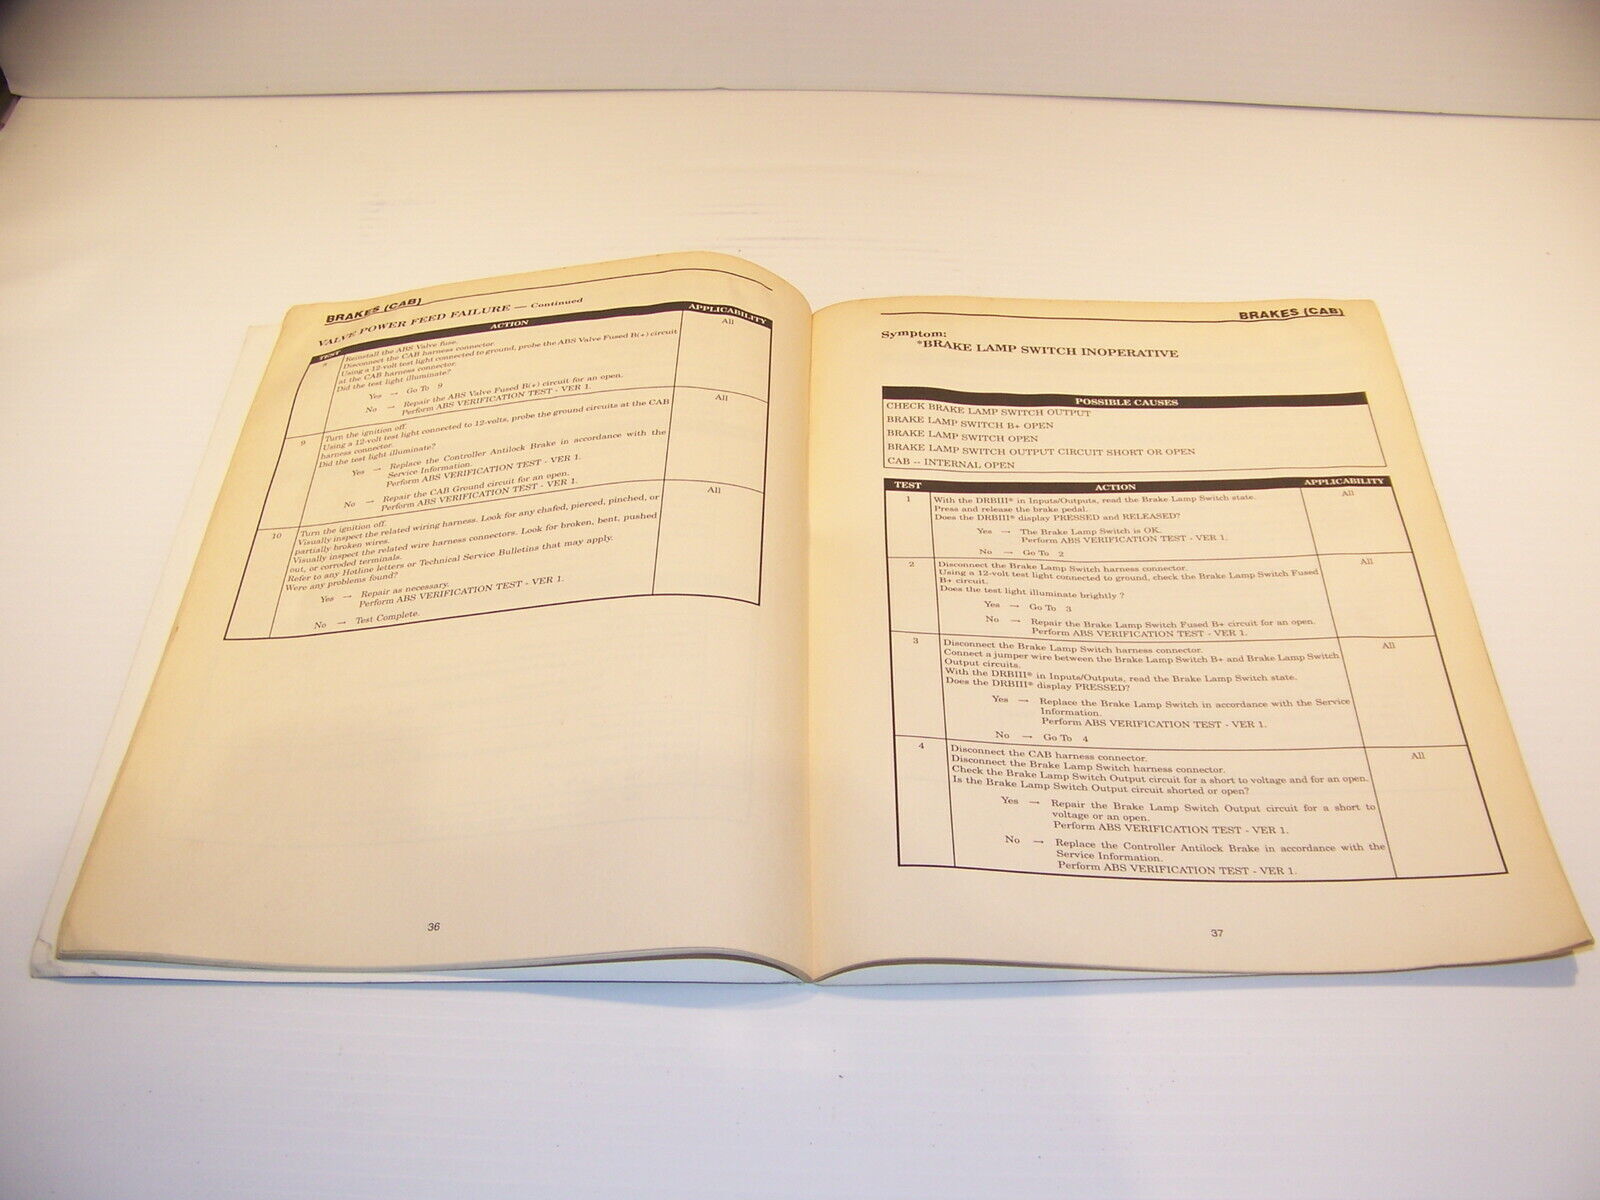 BRAKES (CAB)
VALVE POWER FEED FAILURE — Continued
TEST ACTION APPLICABILITY
8 Reinstall the ABS Valve fuse. All
Disconnect the CAB harness connector.
Using a 12-volt test light connected to ground, probe the ABS Valve Fused B(+) circuit
at the CAB harness connector.
Did the test light illuminate?
Yes → Go To 9
No → Repair the ABS Valve Fused B(+) circuit for an open.
Perform ABS VERIFICATION TEST - VER 1.
9 Turn the ignition off. All
Using a 12-volt test light connected to 12-volts, probe the ground circuits at the CAB
harness connector.
Did the test light illuminate?
Yes → Replace the Controller Antilock Brake in accordance with the
Service Information.
Perform ABS VERIFICATION TEST - VER 1.
No → Repair the CAB Ground circuit for an open.
Perform ABS VERIFICATION TEST - VER 1.
10 Turn the ignition off. All
Visually inspect the related wiring harness. Look for any chafed, pierced, pinched, or
partially broken wires.
Visually inspect the related wire harness connectors. Look for broken, bent, pushed
out, or corroded terminals.
Refer to any Hotline letters or Technical Service Bulletins that may apply.
Were any problems found?
Yes → Repair as necessary.
Perform ABS VERIFICATION TEST - VER 1.
No → Test Complete.
36
BRAKES (CAB)
Symptom:
*BRAKE LAMP SWITCH INOPERATIVE
POSSIBLE CAUSES
CHECK BRAKE LAMP SWITCH OUTPUT
BRAKE LAMP SWITCH B+ OPEN
BRAKE LAMP SWITCH OPEN
BRAKE LAMP SWITCH OUTPUT CIRCUIT SHORT OR OPEN
CAB -- INTERNAL OPEN
TEST ACTION APPLICABILITY
1 With the DRBIII® in Inputs/Outputs, read the Brake Lamp Switch state. All
Press and release the brake pedal.
Does the DRBIII® display PRESSED and RELEASED?
Yes → The Brake Lamp Switch is OK.
Perform ABS VERIFICATION TEST - VER 1.
No → Go To 2
2 Disconnect the Brake Lamp Switch harness connector. All
Using a 12-volt test light connected to ground, check the Brake Lamp Switch Fused
B+ circuit.
Does the test light illuminate brightly ?
Yes → Go To 3
No → Repair the Brake Lamp Switch Fused B+ circuit for an open.
Perform ABS VERIFICATION TEST - VER 1.
3 Disconnect the Brake Lamp Switch harness connector. All
Connect a jumper wire between the Brake Lamp Switch B+ and Brake Lamp Switch
Output circuits.
With the DRBIII® in Inputs/Outputs, read the Brake Lamp Switch state.
Does the DRBIII® display PRESSED?
Yes → Replace the Brake Lamp Switch in accordance with the Service
Information.
Perform ABS VERIFICATION TEST - VER 1.
No → Go To 4
4 Disconnect the CAB harness connector. All
Disconnect the Brake Lamp Switch harness connector.
Check the Brake Lamp Switch Output circuit for a short to voltage and for an open.
Is the Brake Lamp Switch Output circuit shorted or open?
Yes → Repair the Brake Lamp Switch Output circuit for a short to
voltage or an open.
Perform ABS VERIFICATION TEST - VER 1.
No → Replace the Controller Antilock Brake in accordance with the
Service Information.
Perform ABS VERIFICATION TEST - VER 1.
37